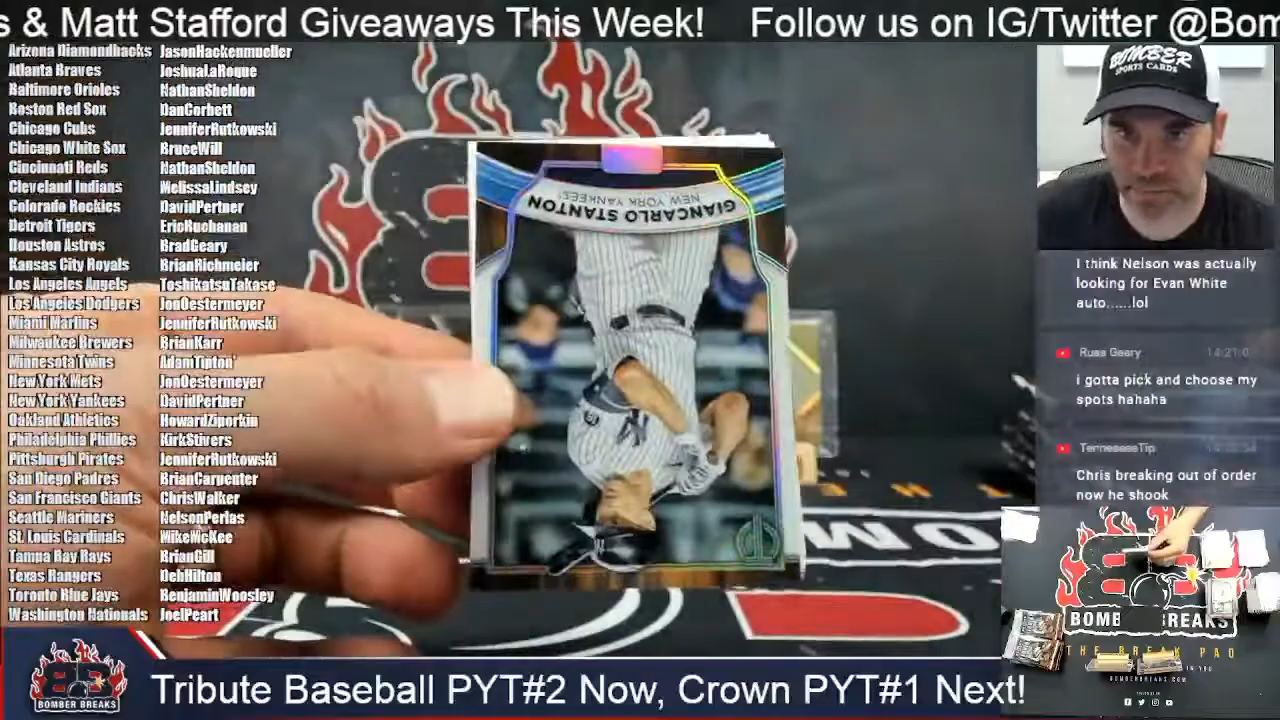 s & Matt Stafford Giveaways This Week! Follow us on IG/Twitter @Bom
Arizona Diamondbacks JasonHackenmueller
Atlanta Braves JoshuaLaRoque
Baltimore Orioles NathanSheldon
Boston Red Sox DanCorbett
Chicago Cubs JenniferRutkowski
Chicago White Sox BruceWill
Cincinnati Reds NathanSheldon
Cleveland Indians MelissaLindsey
Colorado Rockies DavidPertner
Detroit Tigers EricBuchanan
Houston Astros BradGeary
Kansas City Royals BrianRichmeier
Los Angeles Angels ToshikatsuTakase
Los Angeles Dodgers JonOestermeyer
Miami Marlins JenniferRutkowski
Milwaukee Brewers BrianKarr
Minnesota Twins AdamTipton
New York Mets JonOestermeyer
New York Yankees DavidPertner
Oakland Athletics HowardZiporkin
Philadelphia Phillies KirkStivers
Pittsburgh Pirates JenniferRutkowski
San Diego Padres BrianCarpenter
San Francisco Giants ChrisWalker
Seattle Mariners NelsonPerlas
St. Louis Cardinals MikeMcKee
Tampa Bay Rays BrianGill
Texas Rangers DebHilton
Toronto Blue Jays BenjaminWoosley
Washington Nationals JoelPeart
GIANCARLO STANTON
NEW YORK YANKEES
BOMBER
SPORTS CARDS
I think Nelson was actually
looking for Evan White
auto......lol
Russ Geary
i gotta pick and choose my
spots hahaha
TennesseeTip
Chris breaking out of order
now he shook
BOMB BREAKS
THE BREAK PAD
BOMBER BREAKS
Tribute Baseball PYT#2 Now, Crown PYT#1 Next!